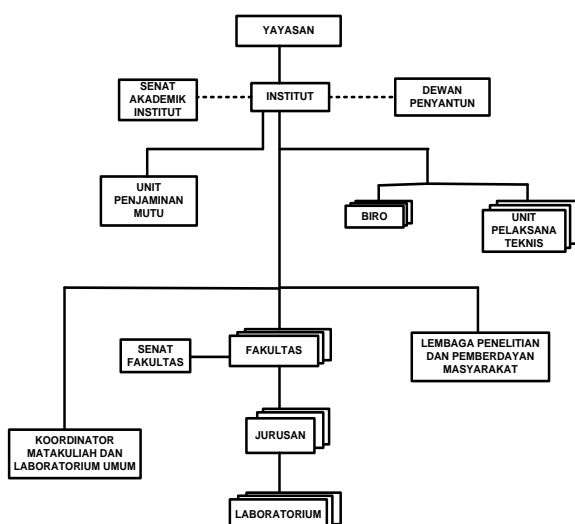 YAYASAN
SENAT
AKADEMIK
INSTITUT
INSTITUT
DEWAN
PENYANTUN
UNIT
PENJAMINAN
MUTU
BIRO
UNIT
PELAKSANA
TEKNIS
SENAT
FAKULTAS
FAKULTAS
LEMBAGA PENELITIAN
DAN PEMBERDAYAN
MASYARAKAT
KOORDINATOR
MATAKULIAH DAN
LABORATORIUM UMUM
JURUSAN
LABORATORIUM